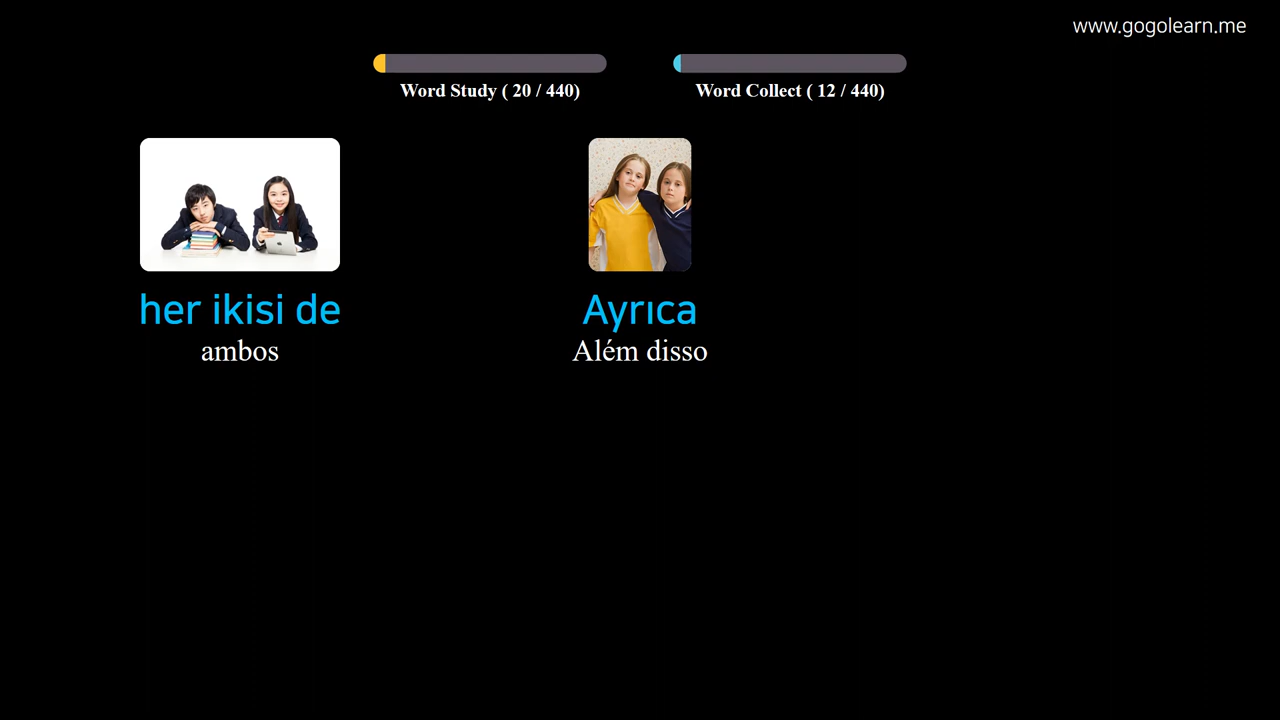 www.gogolearn.me
Word Study ( 20 / 440)
Word Collect ( 12 / 440)
her ikisi de
ambos
Ayrıca
Além disso